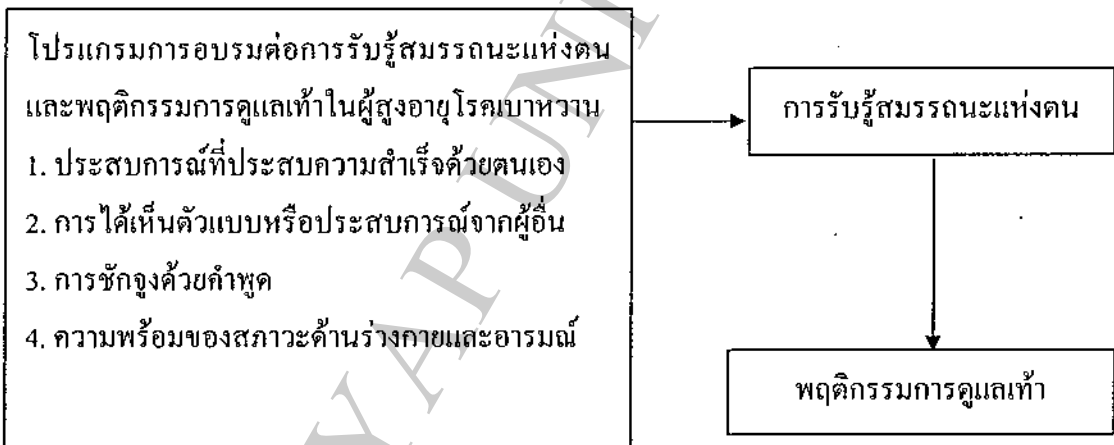 โปรแกรมการอบรมต่อการรับรู้สมรรถนะแห่งตน
และพฤติกรรมการดูแลเท้าในผู้สูงอายุโรคเบาหวาน
1. ประสบการณ์ที่ประสบความสำเร็จด้วยตนเอง
2. การได้เห็นตัวแบบหรือประสบการณ์จากผู้อื่น
3. การชักจูงด้วยคำพูด
4. ความพร้อมของสภาวะด้านร่างกายและอารมณ์
การรับรู้สมรรถนะแห่งตน
พฤติกรรมการดูแลเท้า
YAP UNI